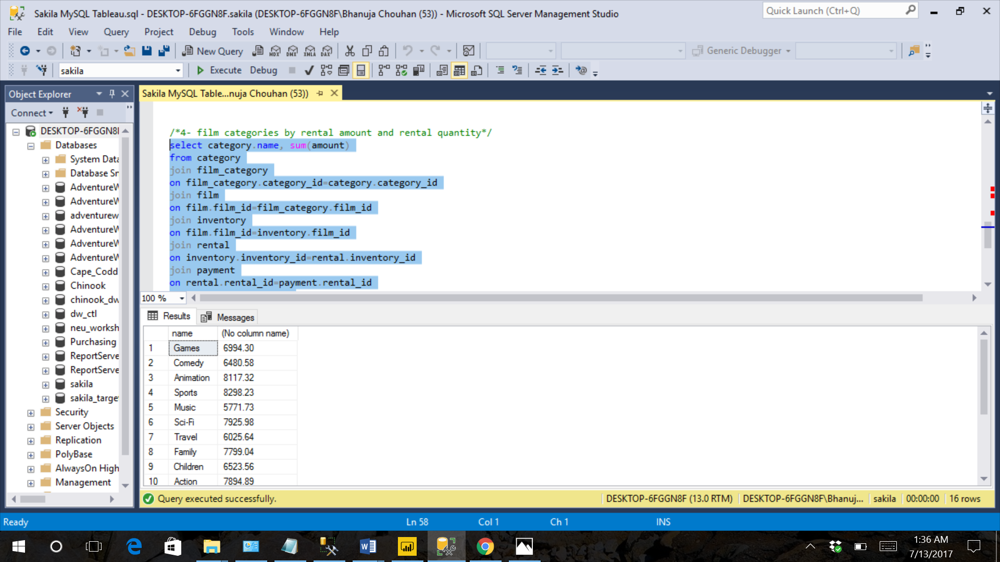 Sakila MySQL Tableau.sql - DESKTOP-6FGGN8F.sakila (DESKTOP-6FGGN8F\Bhanuja Chouhan (53)) - Microsoft SQL Server Management Studio
Quick Launch (Ctrl+Q)
File Edit View Query Project Debug Tools Window Help
New Query MDX DMX XMLA DAX Generic Debugger
sakila Execute Debug
Object Explorer
Sakila MySQL Table...nuja Chouhan (53))
Connect
DESKTOP-6FGGN8F
Databases
System Data
Database Sn
AdventureW
AdventureW
adventurew
AdventureW
AdventureW
AdventureW
Cape_Codd
Chinook
chinook_dw
dw_ctl
neu_worksh
Purchasing
ReportServe
ReportServe
sakila
sakila_target
Security
Server Objects
Replication
PolyBase
AlwaysOn High
Management
/*4- film categories by rental amount and rental quantity*/
select category.name, sum(amount)
from category
join film_category
on film_category.category_id=category.category_id
join film
on film.film_id=film_category.film_id
join inventory
on film.film_id=inventory.film_id
join rental
on inventory.inventory_id=rental.inventory_id
join payment
on rental.rental_id=payment.rental_id
100 %
Results Messages
name (No column name)
1 Games 6994.30
2 Comedy 6480.58
3 Animation 8117.32
4 Sports 8298.23
5 Music 5771.73
6 Sci-Fi 7925.98
7 Travel 6025.64
8 Family 7799.04
9 Children 6523.56
10 Action 7894.89
Query executed successfully. DESKTOP-6FGGN8F (13.0 RTM) DESKTOP-6FGGN8F\Bhanuj... sakila 00:00:00 16 rows
Ready Ln 58 Col 1 Ch 1 INS
1:36 AM
7/13/2017